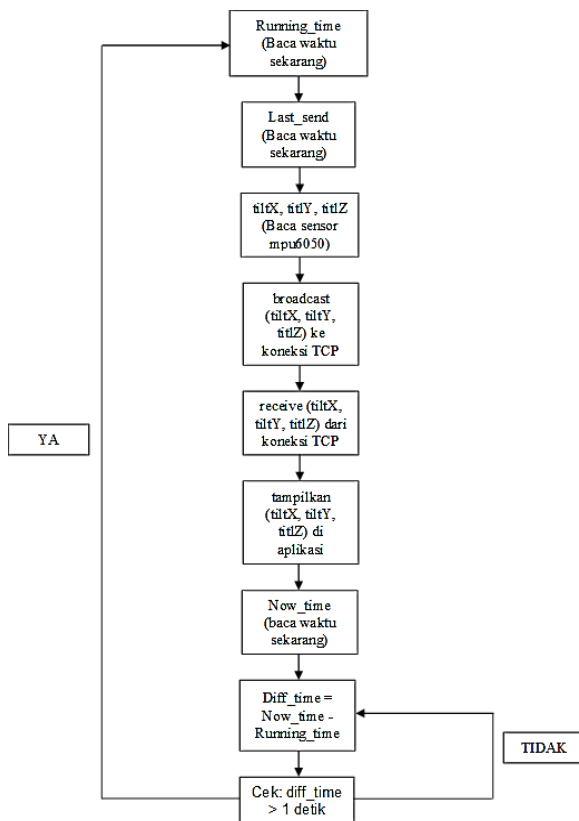 Running_time
(Baca waktu
sekarang)
Last_send
(Baca waktu
sekarang)
tiltX, titlY, titlZ
(Baca sensor
mpu6050)
broadcast
(tiltX, tiltY,
titlZ) ke
koneksi TCP
receive (tiltX,
tiltY, titlZ) dari
koneksi TCP
tampilkan
(tiltX, tiltY,
titlZ) di
aplikasi
Now_time
(baca waktu
sekarang)
Diff_time =
Now_time -
Running_time
Cek: diff_time
> 1 detik
YA
TIDAK